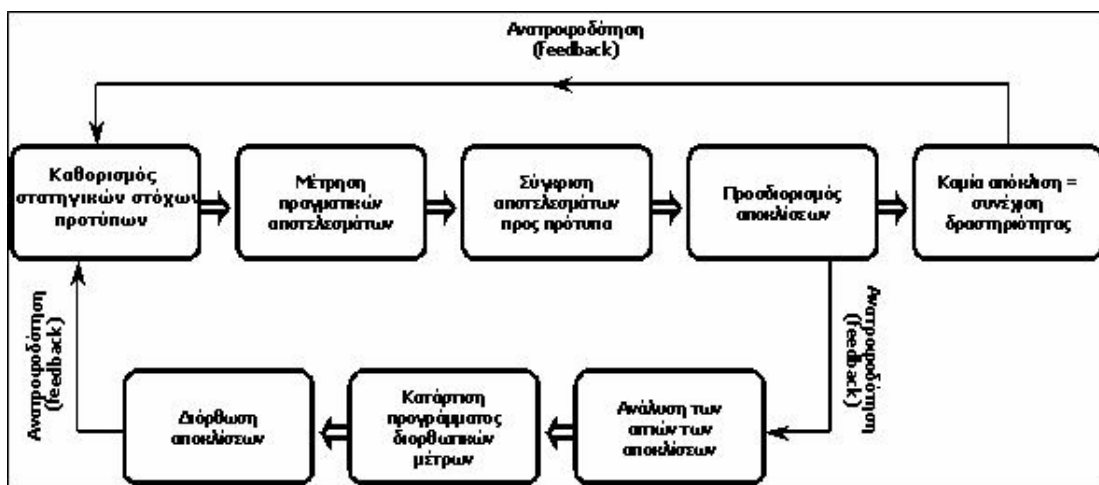 Ανατροφοδότηση
(feedback)
Καθορισμός
στατηγικών στόχων
προτύπων
Μέτρηση
πραγματικών
αποτελεσμάτων
Σύγκριση
αποτελεσμάτων
προς πρότυπα
Προσδιορισμός
αποκλίσεων
Καμία απόκλιση =
συνέχιση
δραστηριότητας
Ανατροφοδότηση
(feedback)
Ανατροφοδότηση
(feedback)
Διόρθωση
αποκλίσεων
Κατάρτιση
προγράμματος
διορθωτικών
μέτρων
Ανάλυση των
αιτιών των
αποκλίσεων